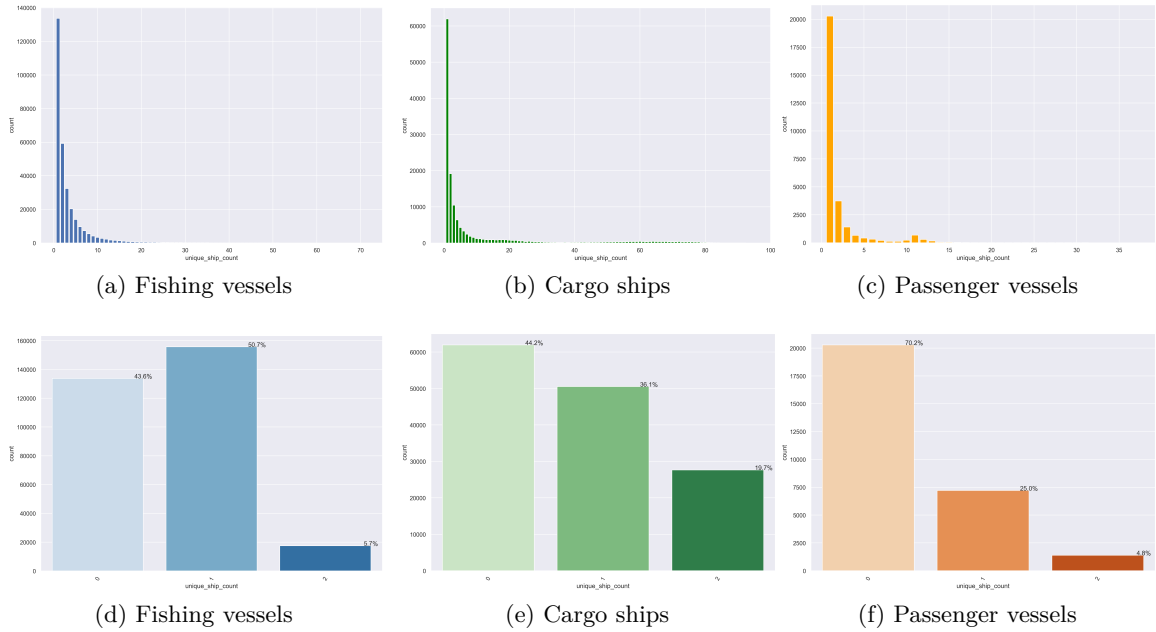 140000
120000
100000
80000
60000
40000
20000
0
count
0 10 20 30 40 50 60 70
unique_ship_count
(a) Fishing vessels
60000
50000
40000
30000
20000
10000
0
count
0 20 40 60 80 100
unique_ship_count
(b) Cargo ships
20000
17500
15000
12500
10000
7500
5000
2500
0
count
0 5 10 15 20 25 30 35
unique_ship_count
(c) Passenger vessels
160000
140000
120000
100000
80000
60000
40000
20000
0
count
43.6%
50.7%
5.7%
0 1 2
unique_ship_count
(d) Fishing vessels
60000
50000
40000
30000
20000
10000
0
count
44.2%
36.1%
19.7%
0 1 2
unique_ship_count
(e) Cargo ships
20000
17500
15000
12500
10000
7500
5000
2500
0
count
70.2%
25.0%
4.8%
0 1 2
unique_ship_count
(f) Passenger vessels